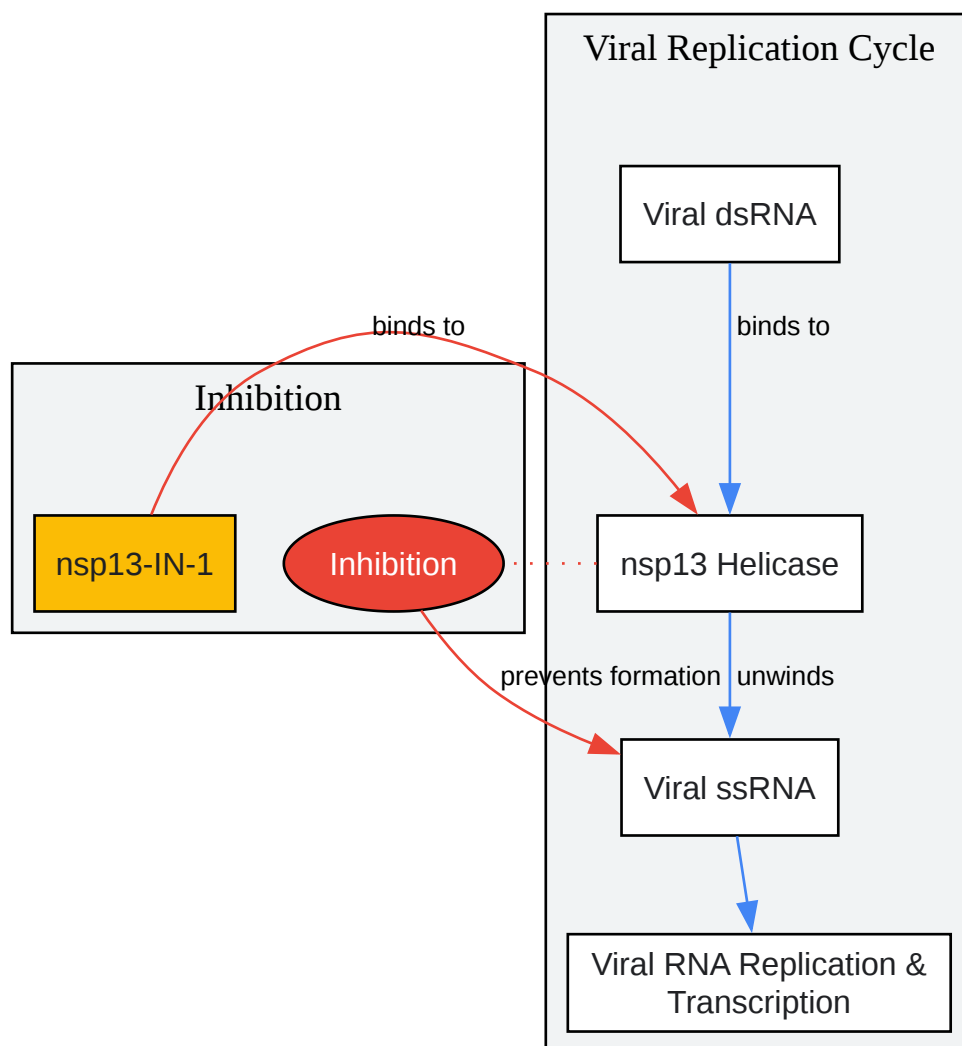 Viral Replication Cycle
Viral dsRNA
binds to
binds to
Inhibition
nsp13-IN-1
Inhibition
nsp13 Helicase
prevents formation
unwinds
Viral ssRNA
Viral RNA Replication &
Transcription